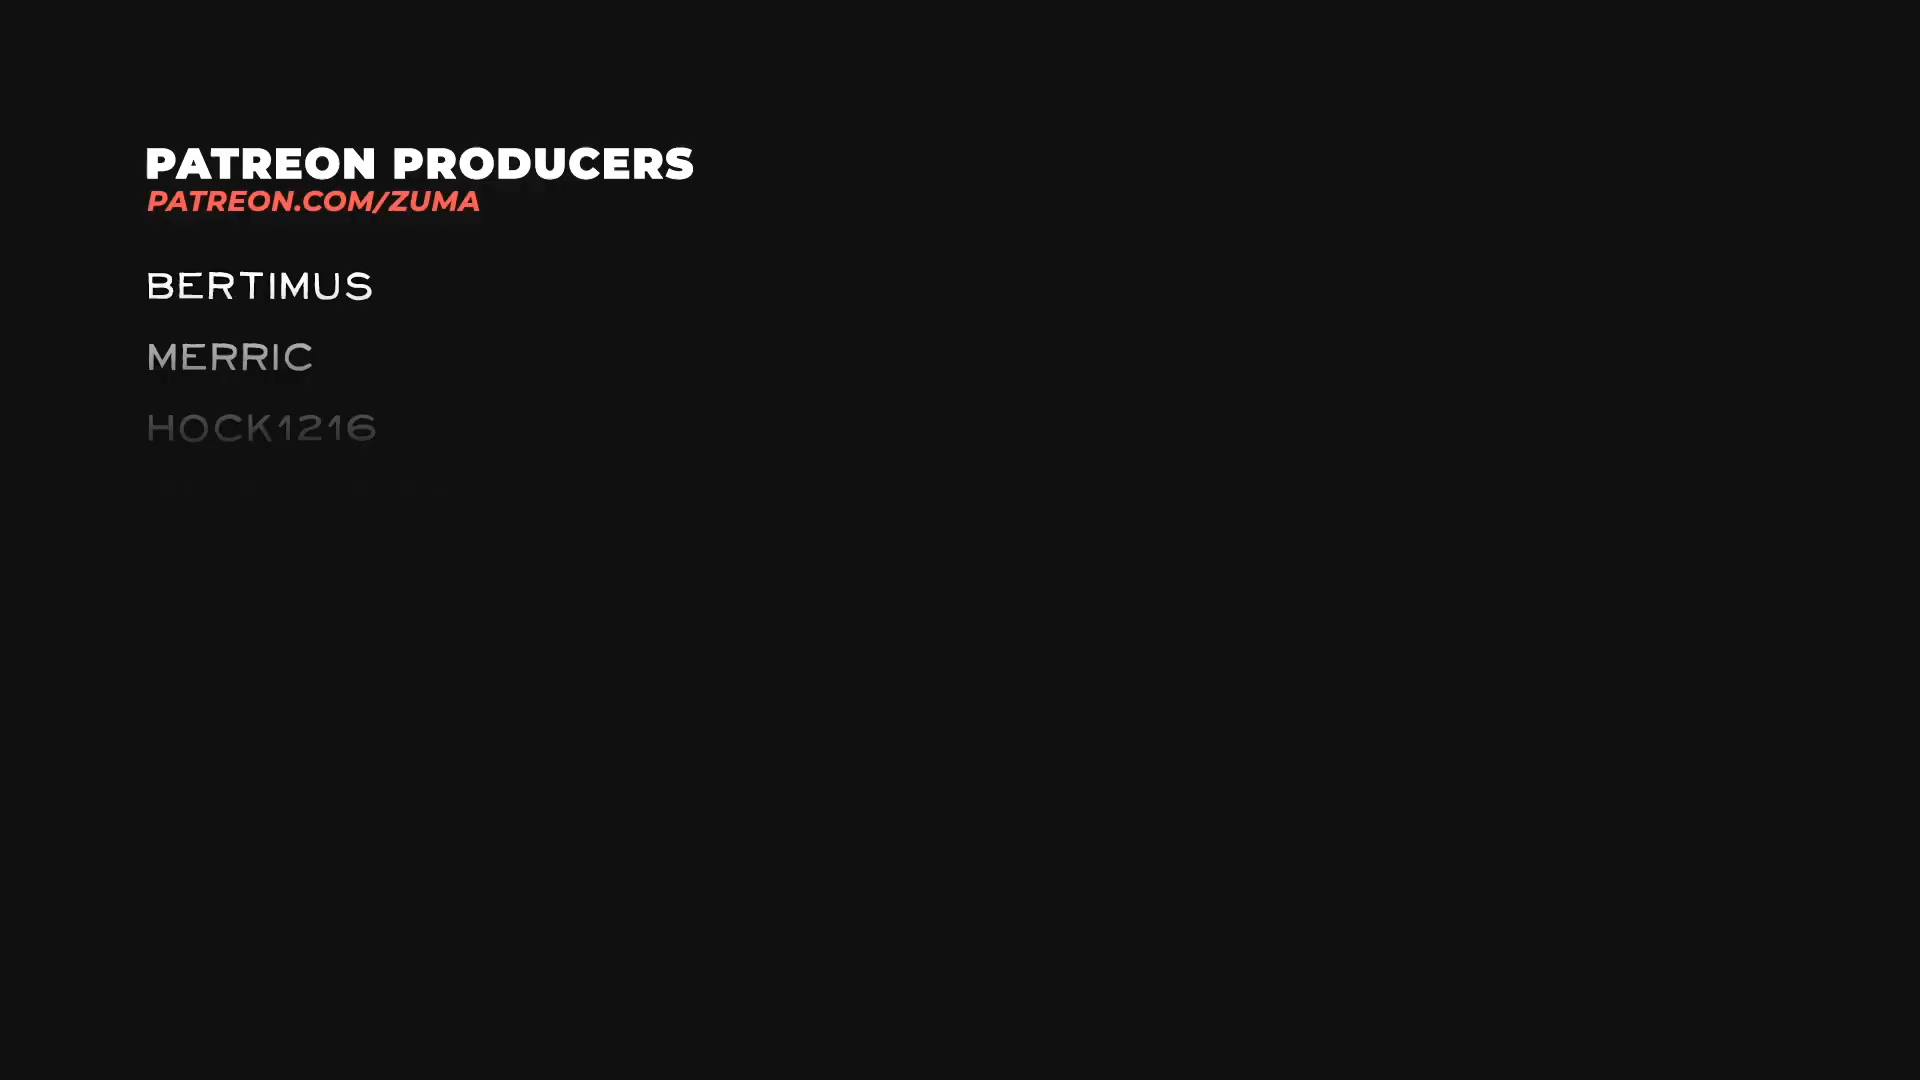 PATREON PRODUCERS
PATREON.COM/ZUMA
BERTIMUS
MERRIC
HOCK1216